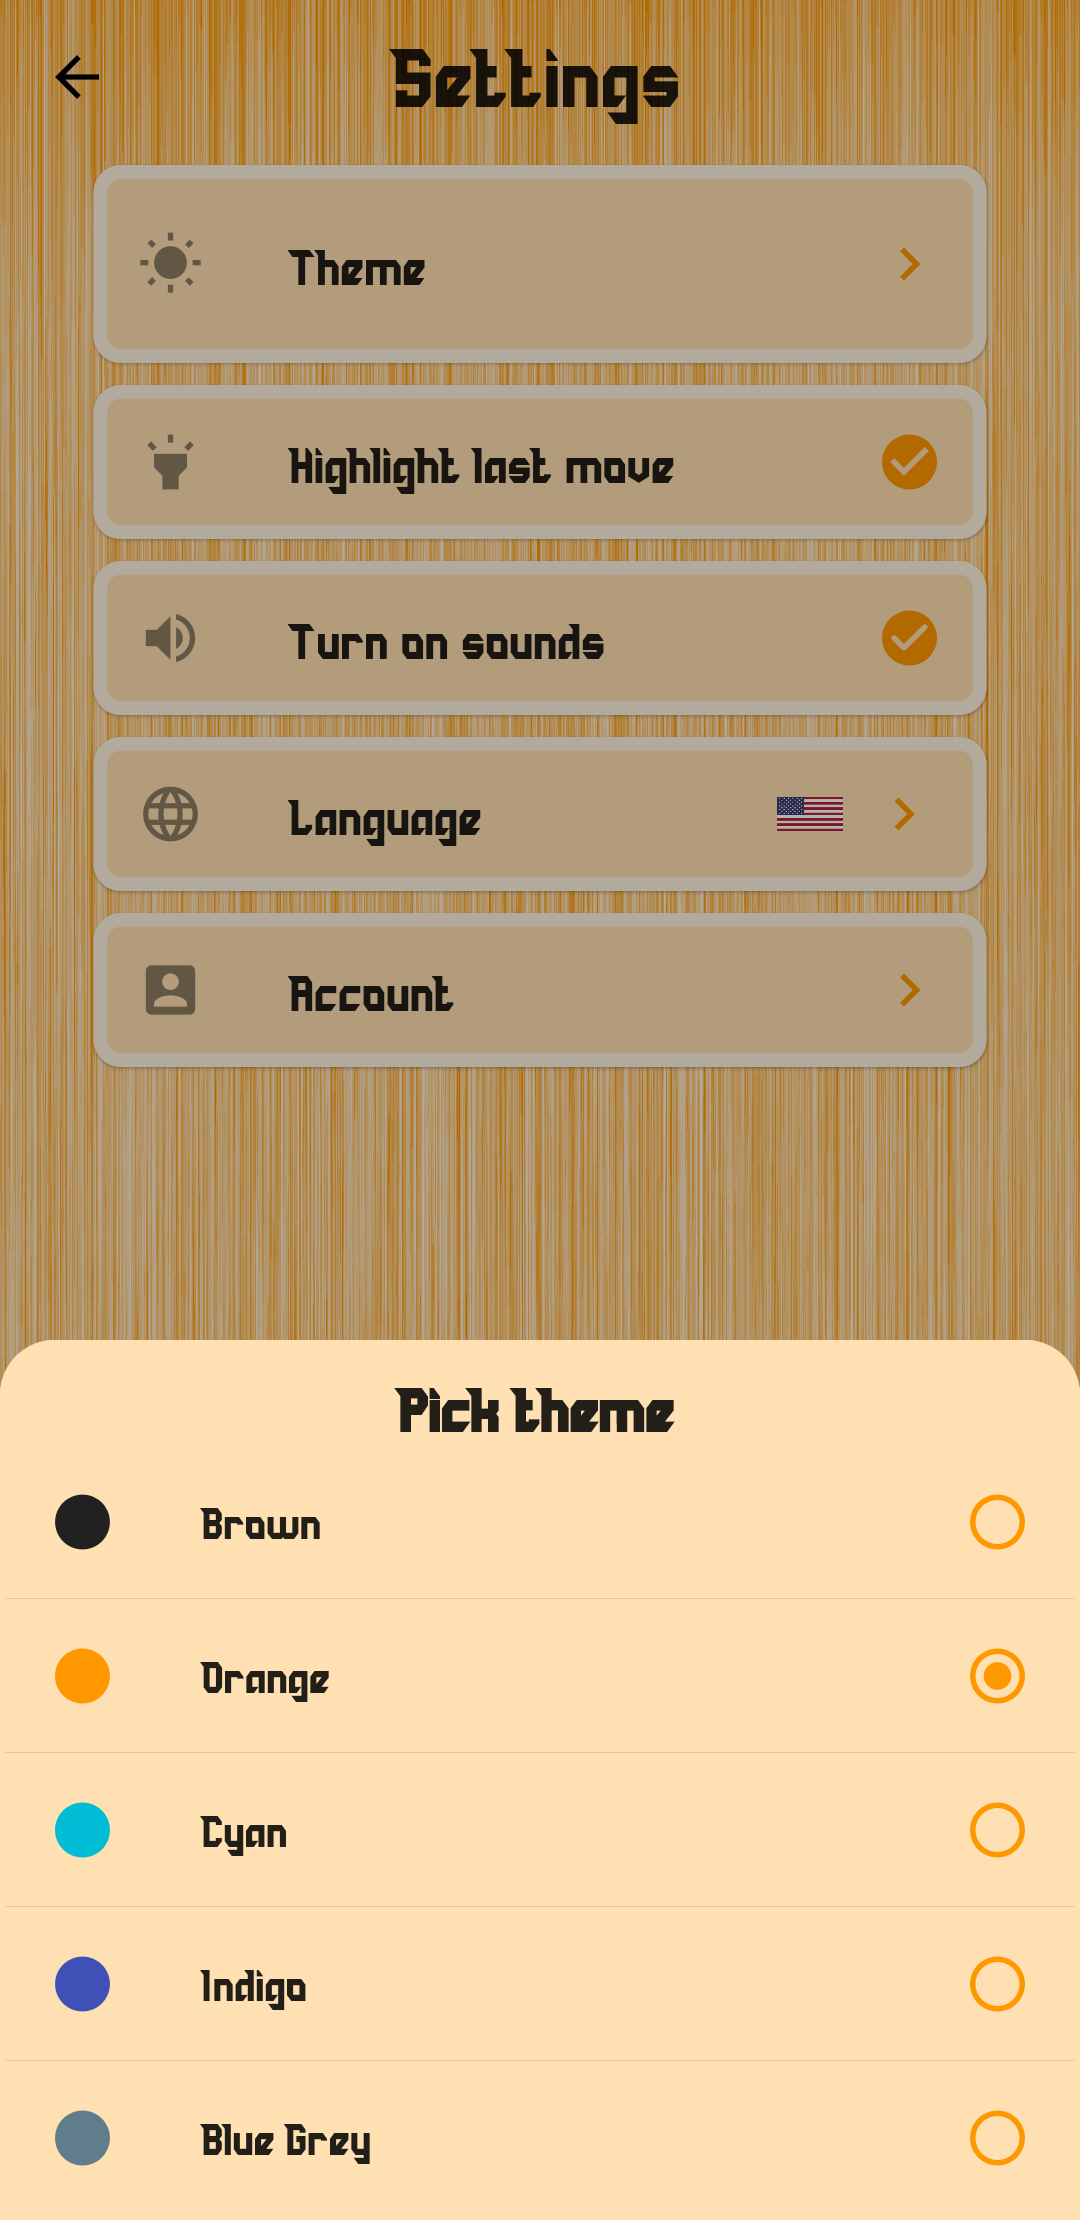 Settings
Theme
Highlight last move
Turn on sounds
Language
Account
Pick theme
Brown
Orange
Cyan
Indigo
Blue Grey